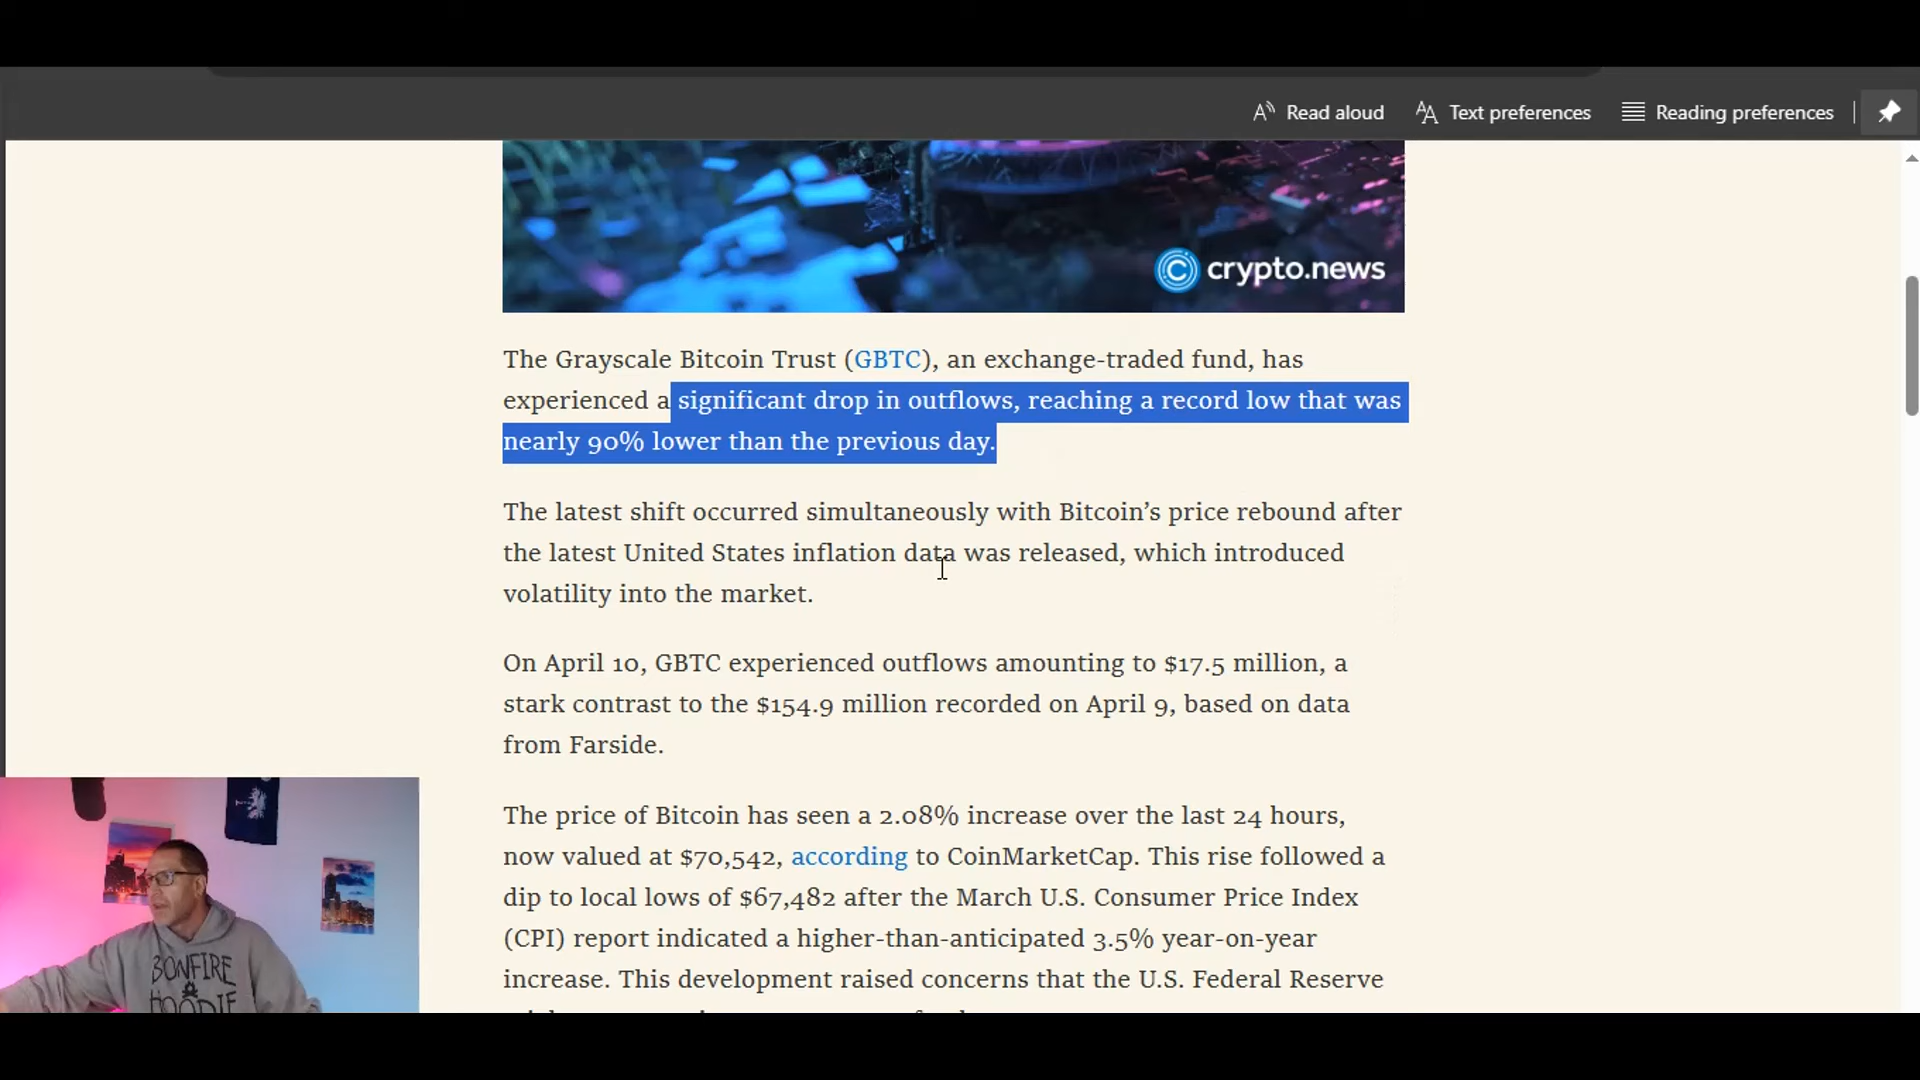 Read aloud
Text preferences
Reading preferences
crypto.news
The Grayscale Bitcoin Trust (GBTC), an exchange-traded fund, has
experienced a significant drop in outflows, reaching a record low that was
nearly 90% lower than the previous day.
The latest shift occurred simultaneously with Bitcoin’s price rebound after
the latest United States inflation data was released, which introduced
volatility into the market.
On April 10, GBTC experienced outflows amounting to $17.5 million, a
stark contrast to the $154.9 million recorded on April 9, based on data
from Farside.
The price of Bitcoin has seen a 2.08% increase over the last 24 hours,
now valued at $70,542, according to CoinMarketCap. This rise followed a
dip to local lows of $67,482 after the March U.S. Consumer Price Index
(CPI) report indicated a higher-than-anticipated 3.5% year-on-year
increase. This development raised concerns that the U.S. Federal Reserve
BONFIRE
HOODIE